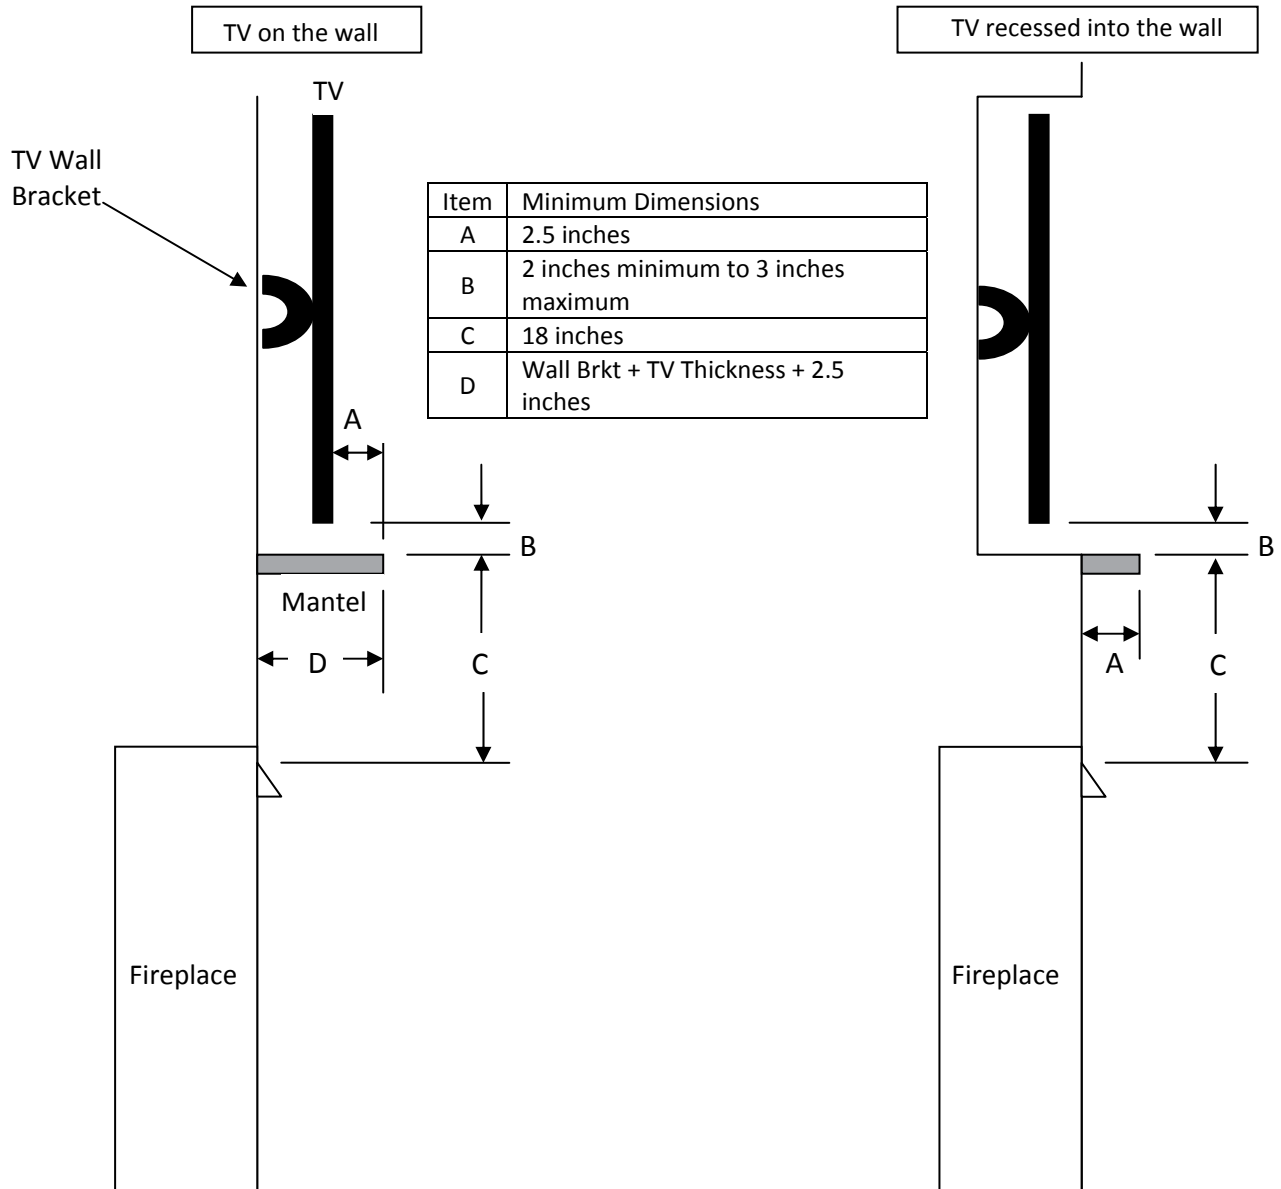 TV on the wall
TV recessed into the wall
TV
TV Wall
Bracket
Item Minimum Dimensions
A 2.5 inches
B 2 inches minimum to 3 inches
maximum
C 18 inches
D Wall Brkt + TV Thickness + 2.5
inches
A
B
Mantel
D
C
Fireplace
B
A
C
Fireplace